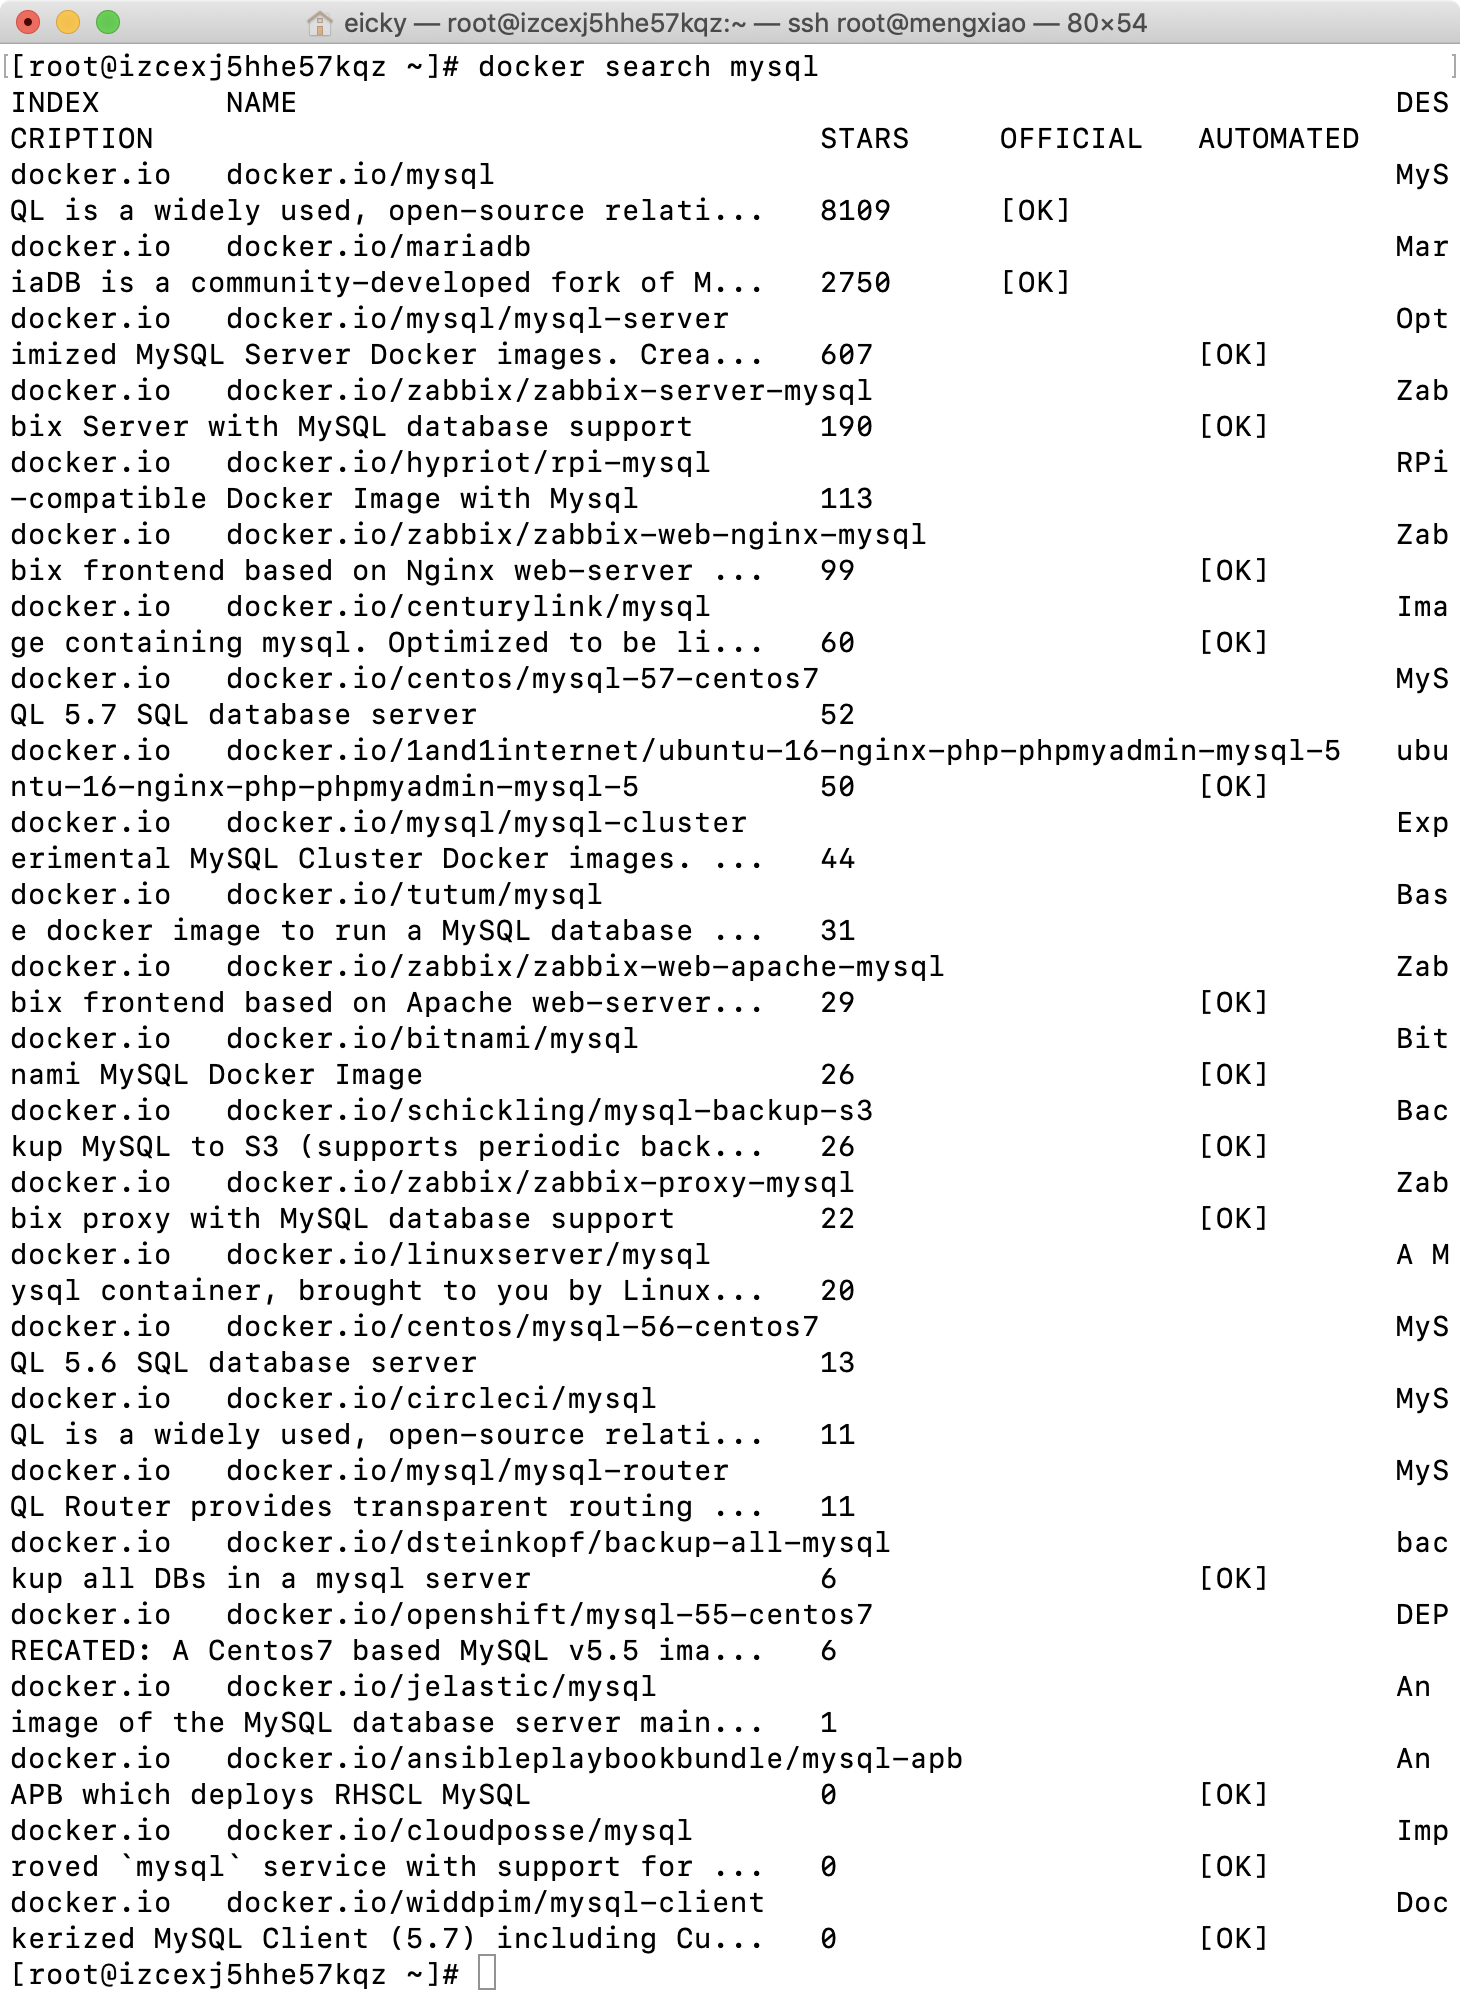 eicky — root@izcexj5hhe57kqz:~ — ssh root@mengxiao — 80×54
[root@izcexj5hhe57kqz ~]# docker search mysql
INDEX       NAME                                                             DES
CRIPTION                                     STARS     OFFICIAL   AUTOMATED
docker.io   docker.io/mysql                                                  MyS
QL is a widely used, open-source relati...   8109      [OK]
docker.io   docker.io/mariadb                                                Mar
iaDB is a community-developed fork of M...   2750      [OK]
docker.io   docker.io/mysql/mysql-server                                     Opt
imized MySQL Server Docker images. Crea...   607                  [OK]
docker.io   docker.io/zabbix/zabbix-server-mysql                             Zab
bix Server with MySQL database support       190                  [OK]
docker.io   docker.io/hypriot/rpi-mysql                                      RPi
-compatible Docker Image with Mysql          113
docker.io   docker.io/zabbix/zabbix-web-nginx-mysql                          Zab
bix frontend based on Nginx web-server ...   99                   [OK]
docker.io   docker.io/centurylink/mysql                                      Ima
ge containing mysql. Optimized to be li...   60                   [OK]
docker.io   docker.io/centos/mysql-57-centos7                                MyS
QL 5.7 SQL database server                   52
docker.io   docker.io/1and1internet/ubuntu-16-nginx-php-phpmyadmin-mysql-5   ubu
ntu-16-nginx-php-phpmyadmin-mysql-5          50                   [OK]
docker.io   docker.io/mysql/mysql-cluster                                    Exp
erimental MySQL Cluster Docker images. ...   44
docker.io   docker.io/tutum/mysql                                            Bas
e docker image to run a MySQL database ...   31
docker.io   docker.io/zabbix/zabbix-web-apache-mysql                         Zab
bix frontend based on Apache web-server...   29                   [OK]
docker.io   docker.io/bitnami/mysql                                          Bit
nami MySQL Docker Image                      26                   [OK]
docker.io   docker.io/schickling/mysql-backup-s3                             Bac
kup MySQL to S3 (supports periodic back...   26                   [OK]
docker.io   docker.io/zabbix/zabbix-proxy-mysql                              Zab
bix proxy with MySQL database support        22                   [OK]
docker.io   docker.io/linuxserver/mysql                                      A M
ysql container, brought to you by Linux...   20
docker.io   docker.io/centos/mysql-56-centos7                                MyS
QL 5.6 SQL database server                   13
docker.io   docker.io/circleci/mysql                                         MyS
QL is a widely used, open-source relati...   11
docker.io   docker.io/mysql/mysql-router                                     MyS
QL Router provides transparent routing ...   11
docker.io   docker.io/dsteinkopf/backup-all-mysql                            bac
kup all DBs in a mysql server                6                    [OK]
docker.io   docker.io/openshift/mysql-55-centos7                             DEP
RECATED: A Centos7 based MySQL v5.5 ima...   6
docker.io   docker.io/jelastic/mysql                                         An
image of the MySQL database server main...   1
docker.io   docker.io/ansibleplaybookbundle/mysql-apb                        An
APB which deploys RHSCL MySQL                0                    [OK]
docker.io   docker.io/cloudposse/mysql                                       Imp
roved `mysql` service with support for ...   0                    [OK]
docker.io   docker.io/widdpim/mysql-client                                   Doc
kerized MySQL Client (5.7) including Cu...   0                    [OK]
[root@izcexj5hhe57kqz ~]#